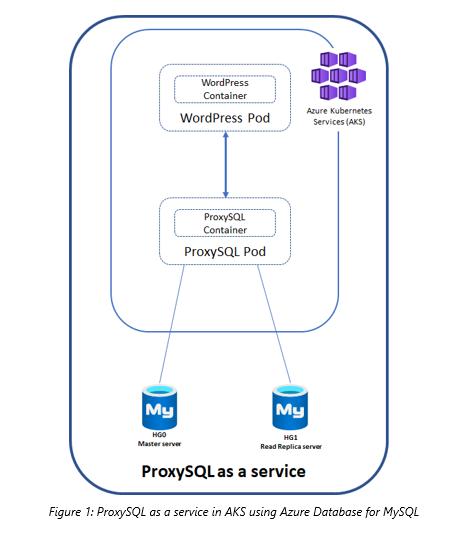 WordPress
Container
WordPress Pod
Azure Kubernetes
Services (AKS)
ProxySQL
Container
ProxySQL Pod
My
My
HG0
Master server
HG1
Read Replica server
ProxySQL as a service
Figure 1: ProxySQL as a service in AKS using Azure Database for MySQL